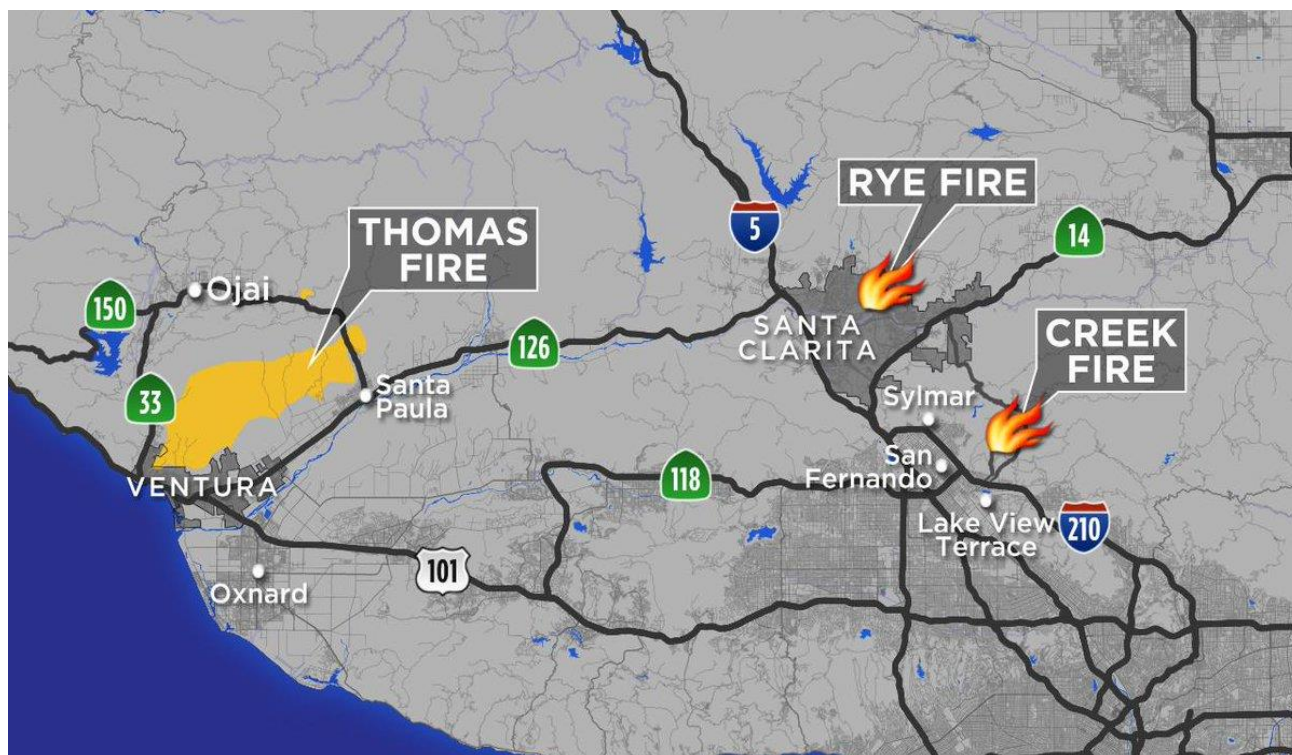 THOMAS
FIRE
RYE FIRE
CREEK
FIRE
5
14
150
Ojai
126
SANTA
CLARITA
33
Santa
Paula
Sylmar
San
Fernando
118
VENTURA
Lake View
Terrace
210
101
Oxnard